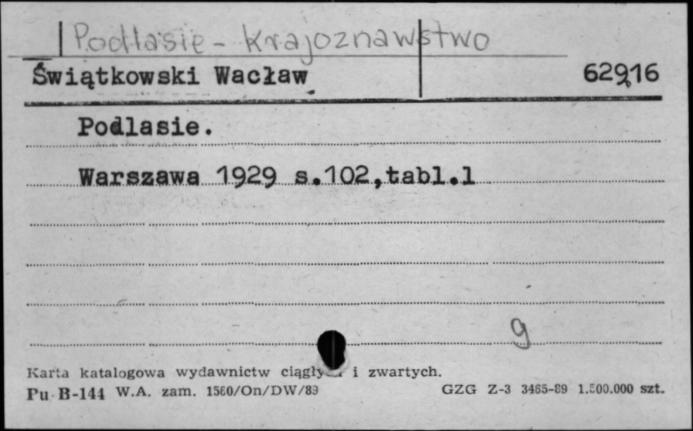 Podlasie - Krajoznawstwo
Świątkowski Wacław 62916
Podlasie.
Warszawa 1929 s.102,tabl.1
9
Karta katalogowa wydawnictw i zwartych.
Pu B-144 W.A. zam. 1560/On/DW/89 GZG Z-3 3465-89 1.500.000 szt.